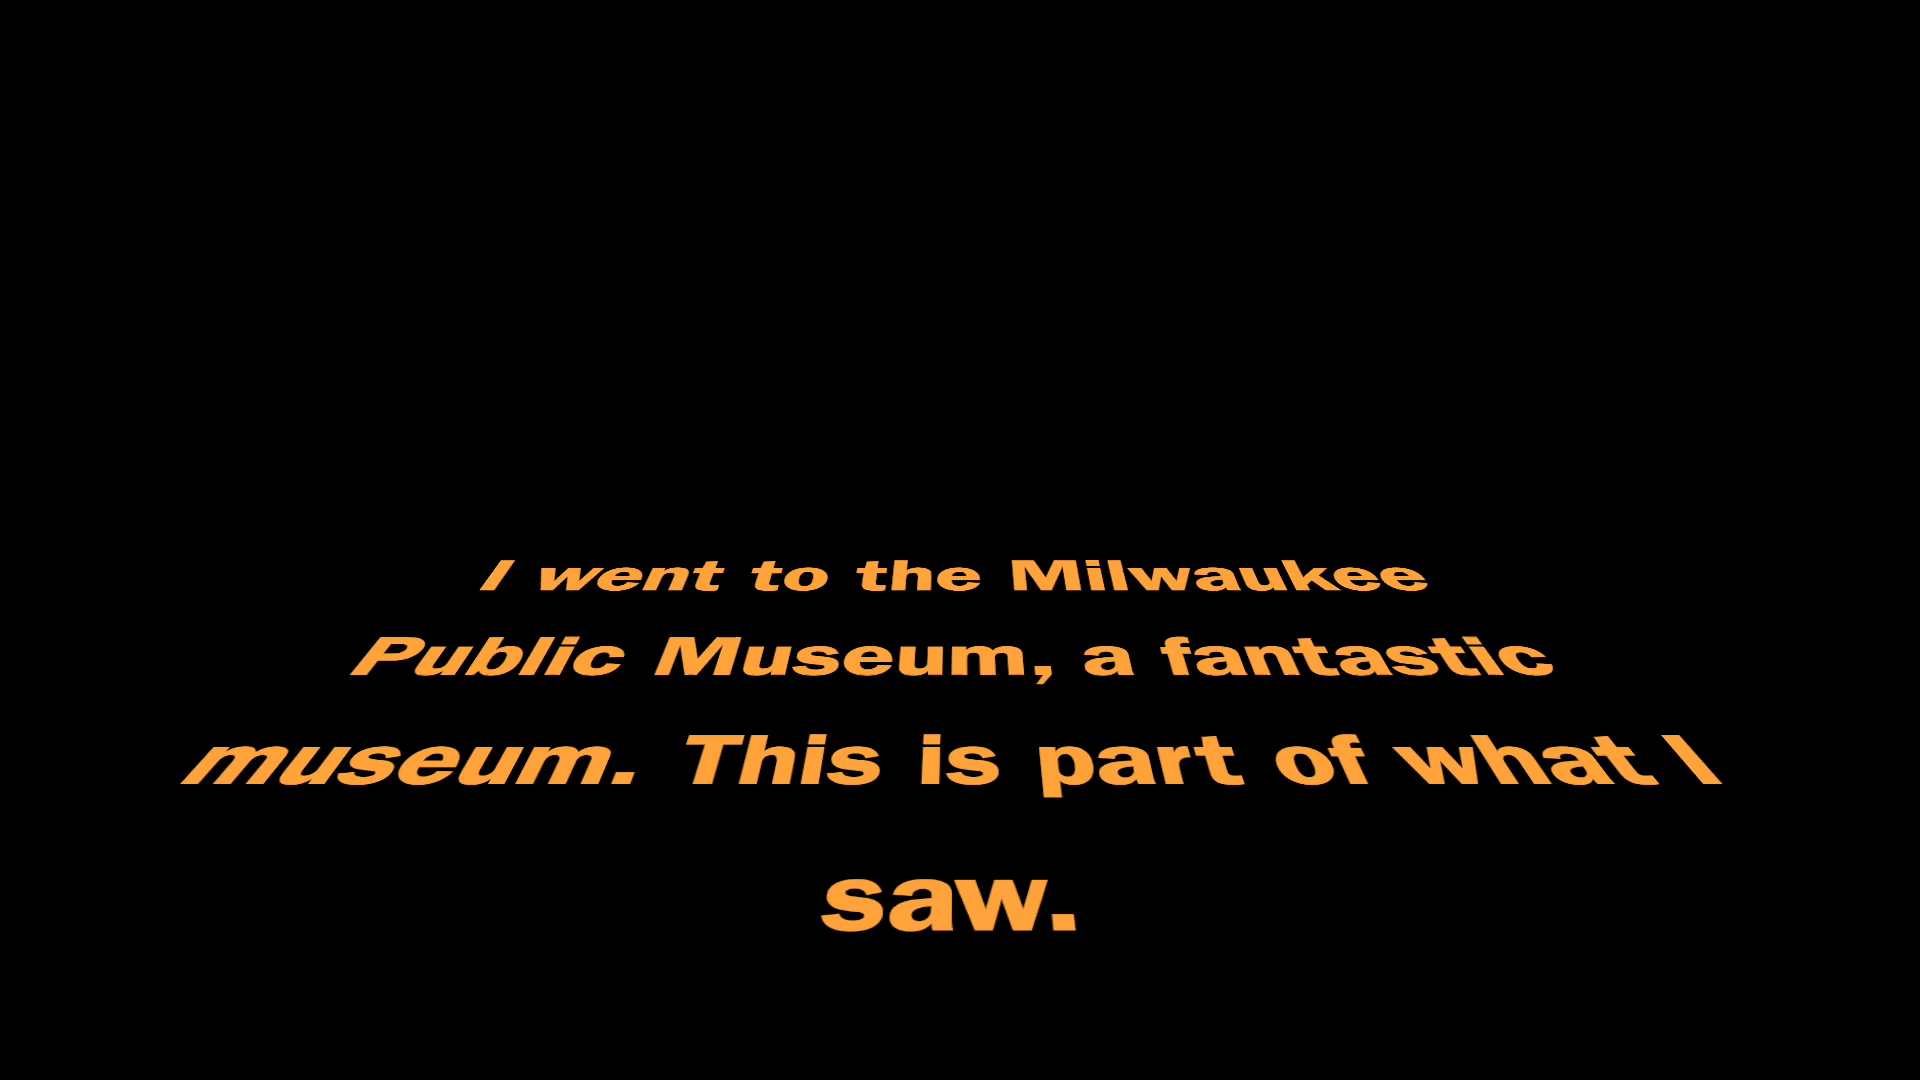 I went to the Milwaukee
Public Museum, a fantastic
museum. This is part of what I
saw.